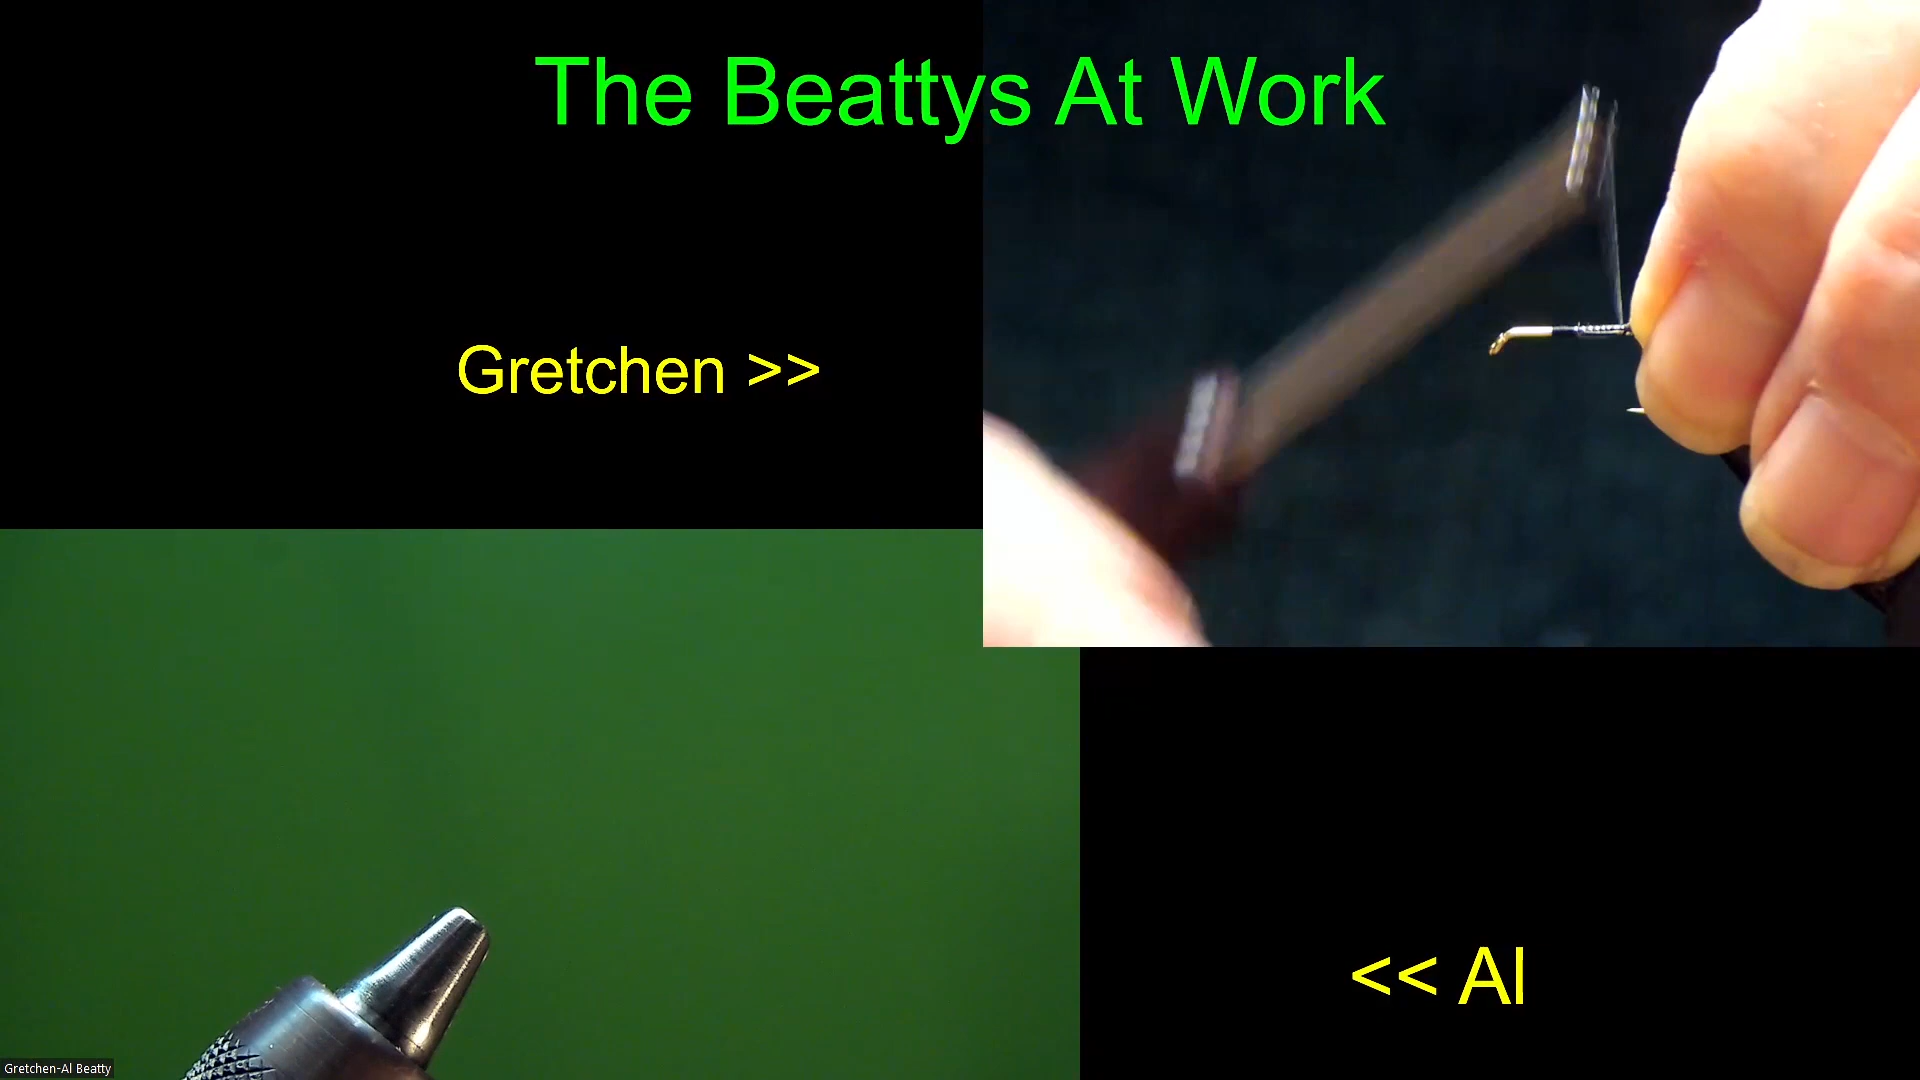 The Beattys At Work
Gretchen >>
<< Al
Gretchen-Al Beatty